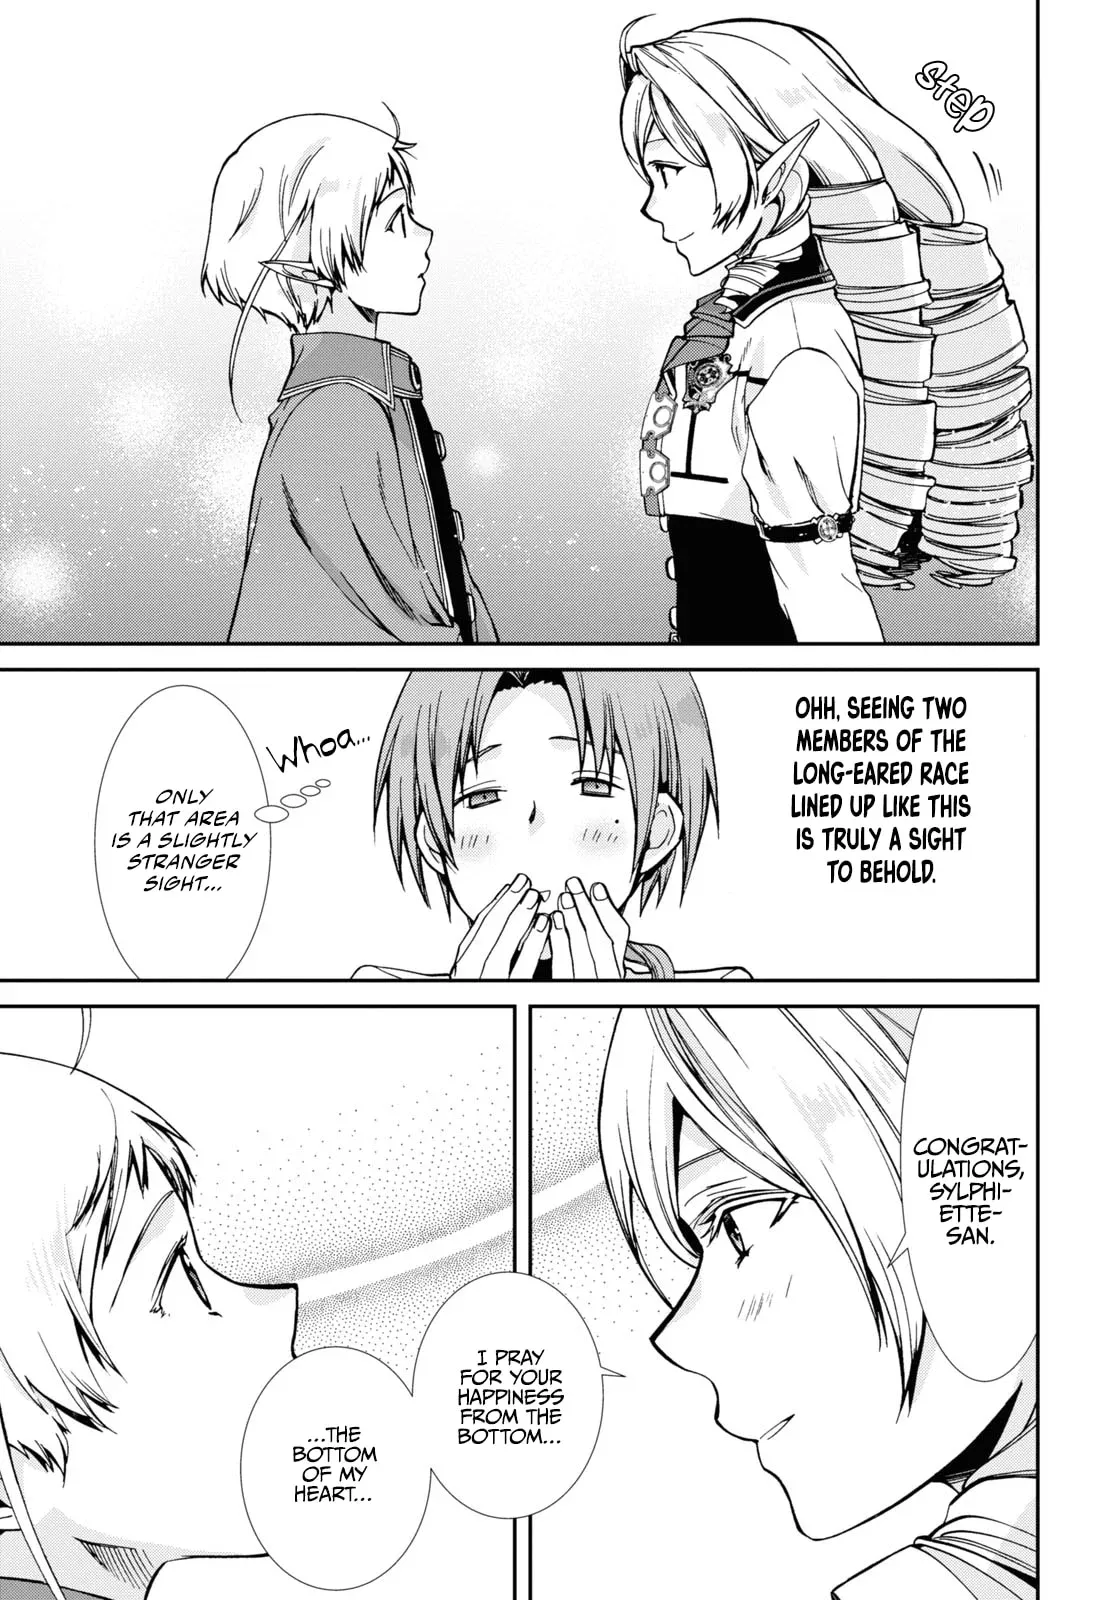 Step
OHH, SEEING TWO
MEMBERS OF THE
LONG-EARED RACE
LINED UP LIKE THIS
IS TRULY A SIGHT
TO BEHOLD.
Whoa...
ONLY
THAT AREA
IS A SLIGHTLY
STRANGER
SIGHT...
CONGRAT-
ULATIONS,
SYLPHI-
ETTE-
SAN.
I PRAY
FOR YOUR
HAPPINESS
FROM THE
BOTTOM...
...THE
BOTTOM
OF MY
HEART...